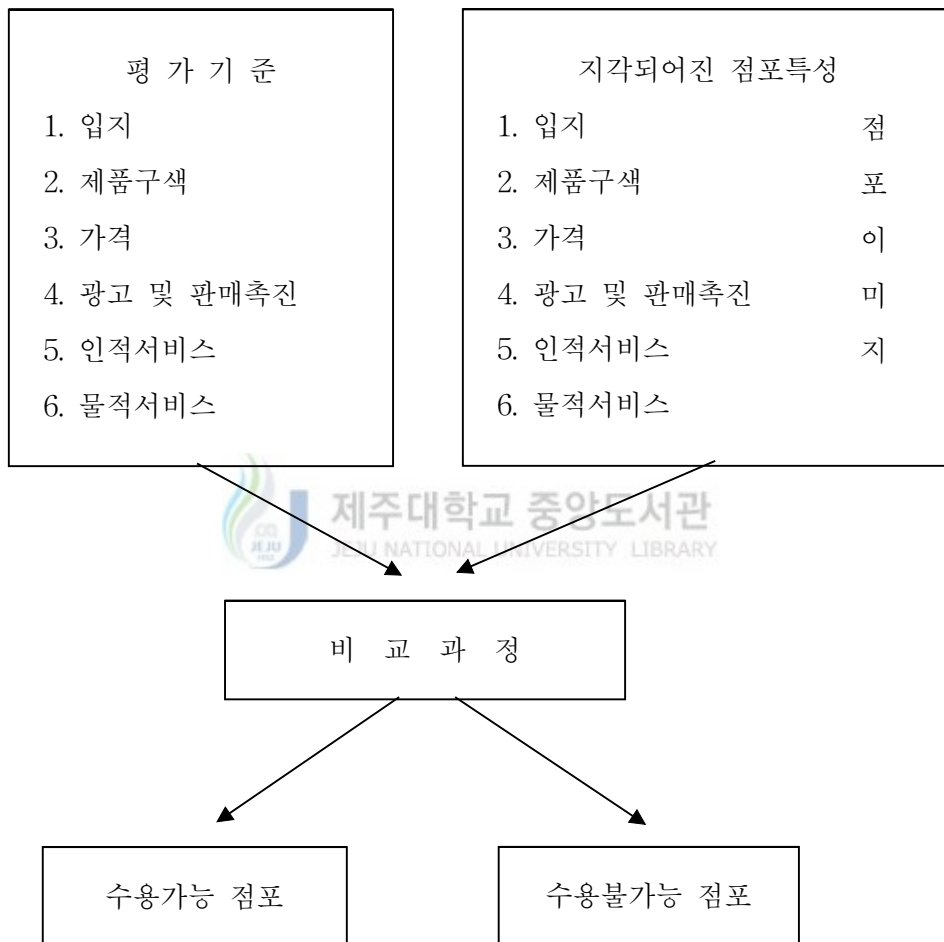 평 가 기 준
1. 입지
2. 제품구색
3. 가격
4. 광고 및 판매촉진
5. 인적서비스
6. 물적서비스
지각되어진 점포특성
1. 입지 점
2. 제품구색 포
3. 가격 이
4. 광고 및 판매촉진 미
5. 인적서비스 지
6. 물적서비스
제주대학교 중앙도서관
JEJU NATIONAL UNIVERSITY LIBRARY
JEJU
1952
비 교 과 정
수용가능 점포
수용불가능 점포